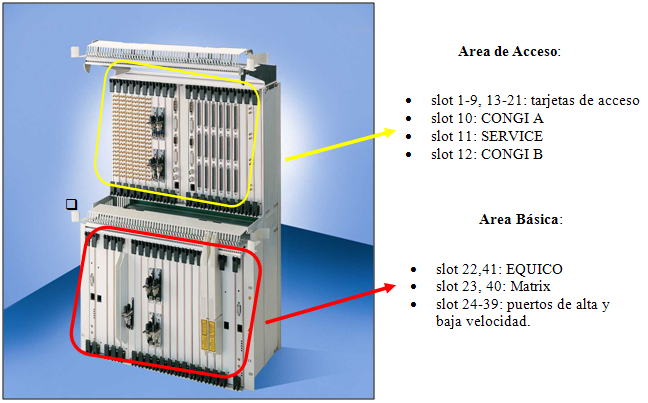 Area de Acceso:
• slot 1-9, 13-21: tarjetas de acceso
• slot 10: CONGI A
• slot 11: SERVICE
• slot 12: CONGI B
Area Básica:
• slot 22,41: EQUICO
• slot 23, 40: Matrix
• slot 24-39: puertos de alta y
baja velocidad.